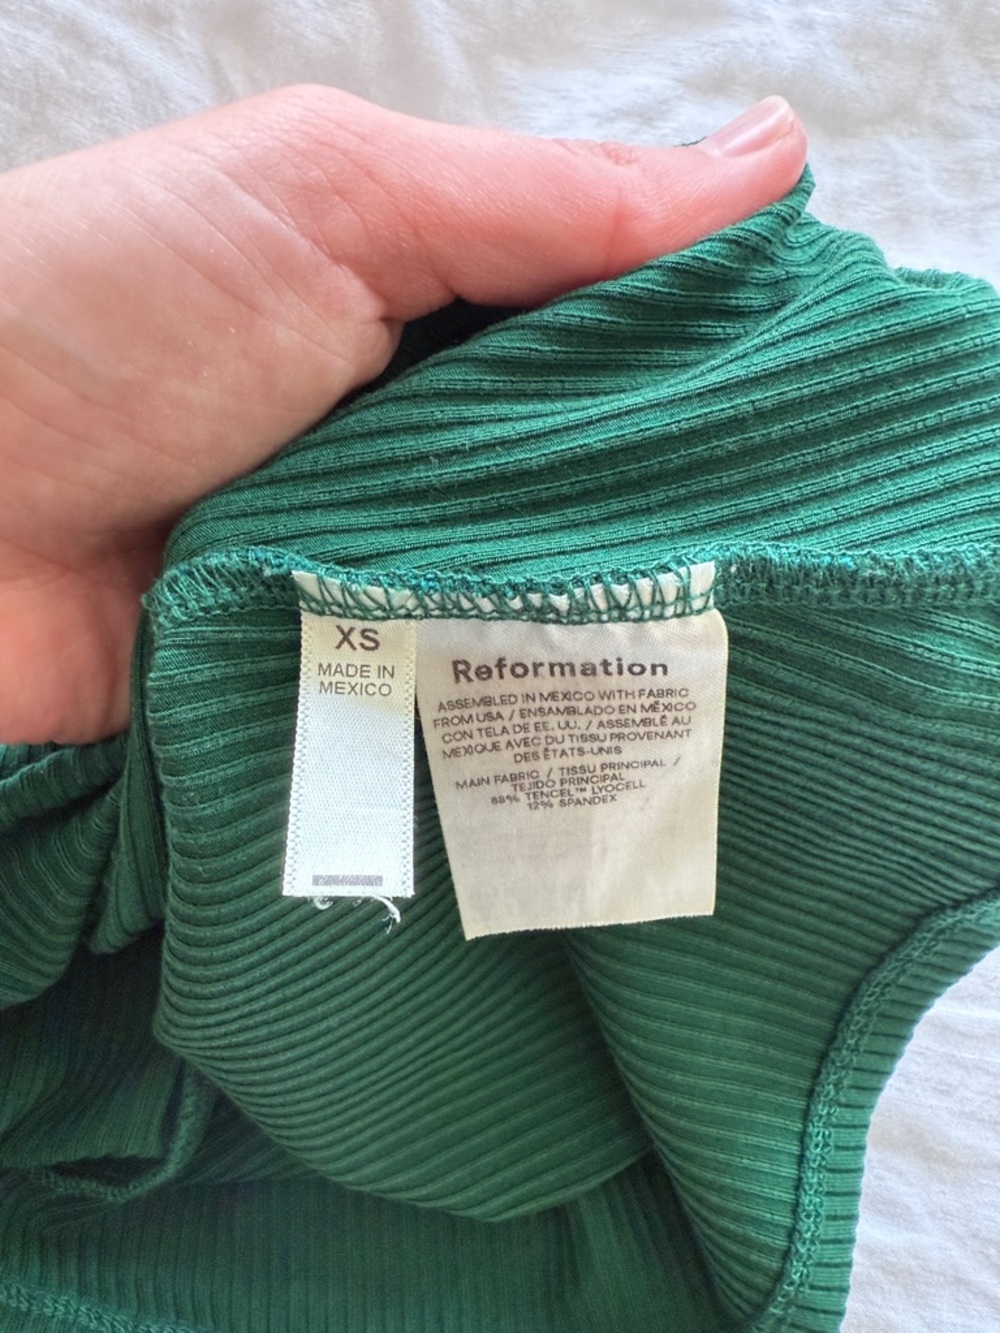 XS
MADE IN
MEXICO
Reformation
ASSEMBLED IN MEXICO WITH FABRIC
FROM USA / ENSAMBLADO EN MÉXICO
CON TELA DE EE. UU. / ASSEMBLÉ AU
MEXIQUE AVEC DU TISSU PROVENANT
DES ÉTATS-UNIS
MAIN FABRIC / TISSU PRINCIPAL /
TEJIDO PRINCIPAL
88% TENCEL™ LYOCELL
12% SPANDEX